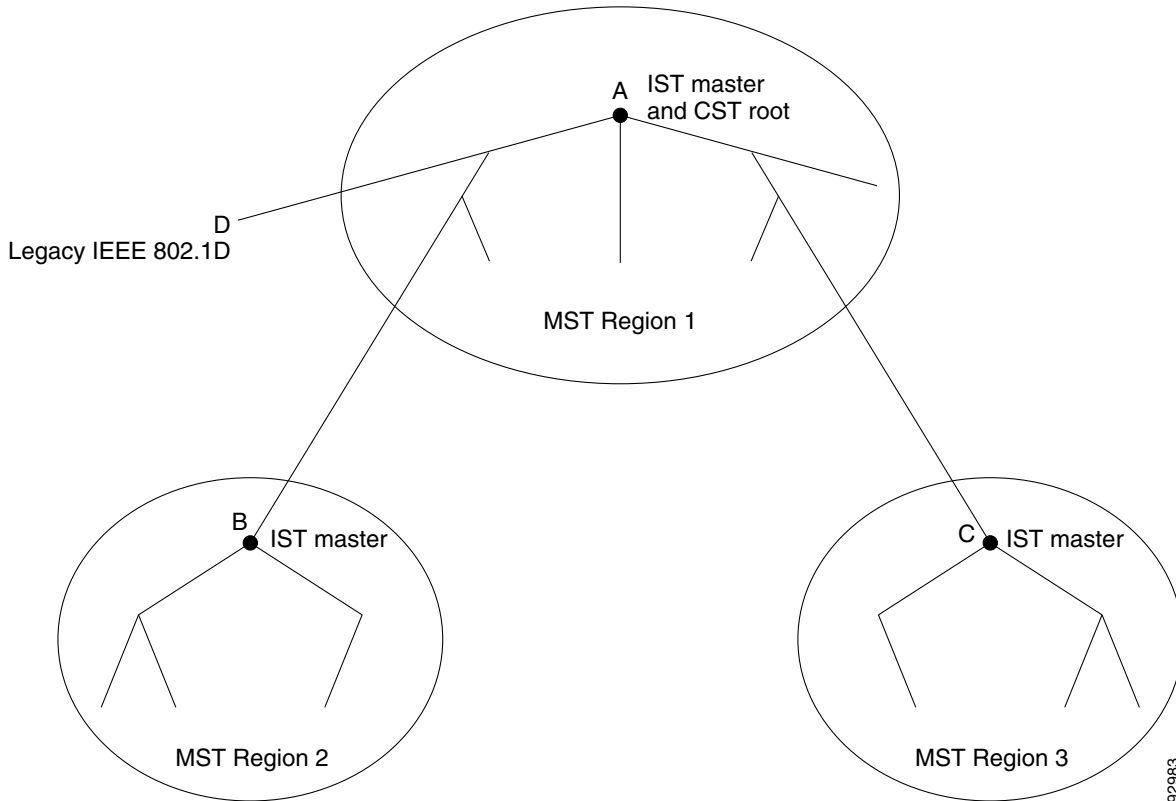 A
IST master
and CST root
D
Legacy IEEE 802.1D
MST Region 1
B
IST master
C
IST master
MST Region 2
MST Region 3
92983